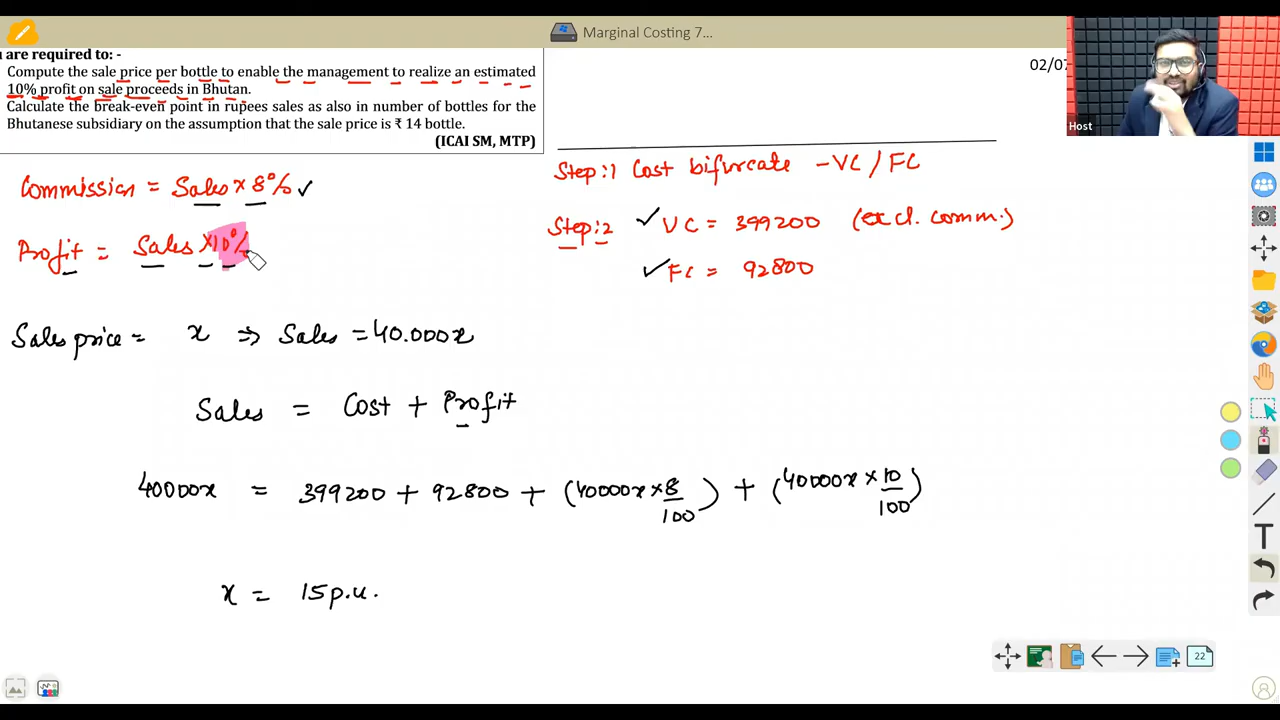 Marginal Costing 7...
u are required to: -
Compute the sale price per bottle to enable the management to realize an estimated
10% profit on sale proceeds in Bhutan.
Calculate the break-even point in rupees sales as also in number of bottles for the
Bhutanese subsidiary on the assumption that the sale price is ₹ 14 bottle.
(ICAI SM, MTP)
02/0
Host
Commission = Sales × 8% ✓
Profit = Sales × 10%
Step:1 Cost bifurcate - VC / FC
Step:2 ✓ VC = 399200 (excl. comm.)
✓ FC = 92800
Sales price = x ⇒ Sales = 40.000x
Sales = Cost + Profit
40000x = 399200 + 92800 + (40000x × 8/100) + (40000x × 10/100)
x = 15 p.u.
T
22